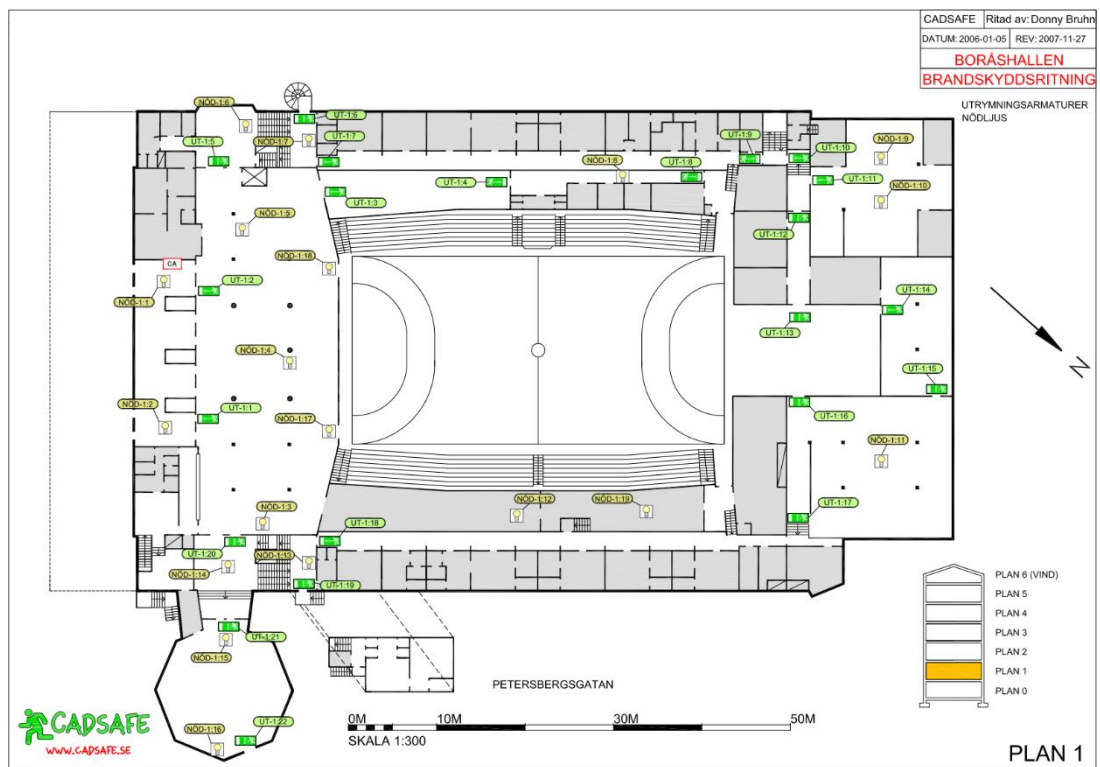 CADSAFE Ritad av: Donny Bruhn
DATUM: 2006-01-05 REV: 2007-11-27
BORÅSHALLEN
BRANDSKYDDSRITNING
UTRYMNINGSARMATURER
NÖDLJUS
NÖD-1:6
UT-1:6
UT-1:5
NÖD-1:7
UT-1:7
UT-1:9
UT-1:10
NÖD-1:9
NÖD-1:8
UT-1:8
UT-1:4
UT-1:11
NÖD-1:10
UT-1:3
NÖD-1:5
UT-1:12
NÖD-1:18
CA
UT-1:2
NÖD-1:1
UT-1:14
UT-1:13
NÖD-1:4
N
UT-1:15
NÖD-1:2
UT-1:1
NÖD-1:17
UT-1:16
NÖD-1:11
NÖD-1:12
NÖD-1:19
UT-1:17
NÖD-1:3
UT-1:18
UT-1:20
NÖD-1:13
NÖD-1:14
UT-1:19
UT-1:21
NÖD-1:15
NÖD-1:16
UT-1:22
PETERSBERGSGATAN
PLAN 6 (VIND)
PLAN 5
PLAN 4
PLAN 3
PLAN 2
PLAN 1
PLAN 0
0M 10M 30M 50M
SKALA 1:300
CADSAFE
WWW.CADSAFE.SE
PLAN 1